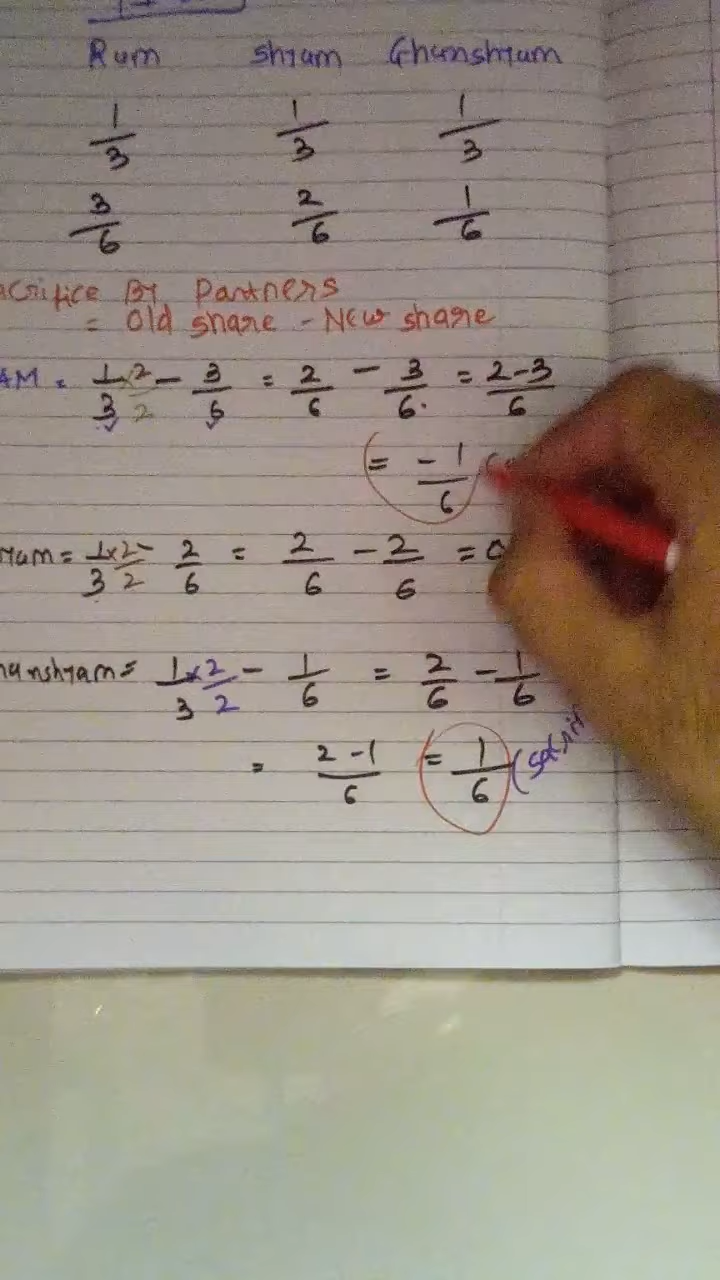 Ram Shyam Ghanshyam
1/3 1/3 1/3
3/6 2/6 1/6
acrifice By Partners
= Old share - New share
AM = 1/3 × 2/2 - 3/6 = 2/6 - 3/6 = 2-3/6
= -1/6
yam = 1/3 × 2/2 - 2/6 = 2/6 - 2/6 = 0
hanshyam = 1/3 × 2/2 - 1/6 = 2/6 - 1/6
= 2-1/6 = 1/6 (